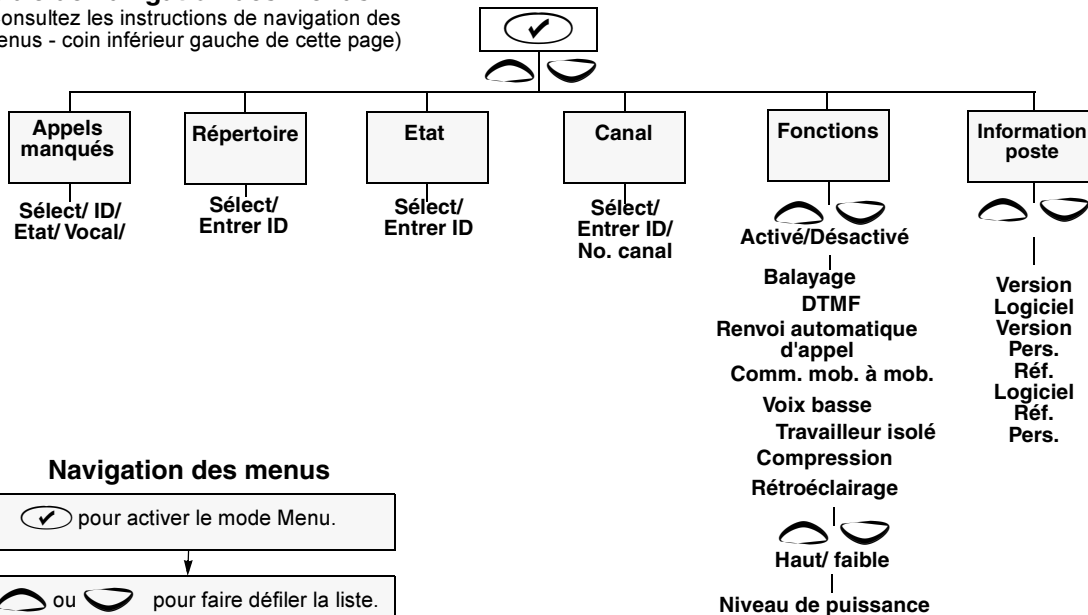 (consultez les instructions de navigation des
menus - coin inférieur gauche de cette page)
Appels
manqués
Sélect/ ID/
Etat/ Vocal/
Répertoire
Sélect/
Entrer ID
Etat
Sélect/
Entrer ID
Canal
Sélect/
Entrer ID/
No. canal
Fonctions
Activé/Désactivé
Balayage
DTMF
Renvoi automatique
d'appel
Comm. mob. à mob.
Voix basse
Travailleur isolé
Compression
Rétroéclairage
Haut/ faible
Niveau de puissance
Information
poste
Version
Logiciel
Version
Pers.
Réf.
Logiciel
Réf.
Pers.
Navigation des menus
pour activer le mode Menu.
ou pour faire défiler la liste.